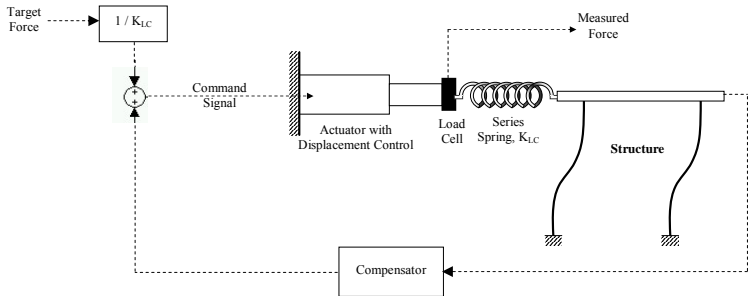 Target
Force
1 / K_LC
Measured
Force
Command
Signal
+
+
Actuator with
Displacement Control
Load
Cell
Series
Spring, K_LC
Structure
Compensator